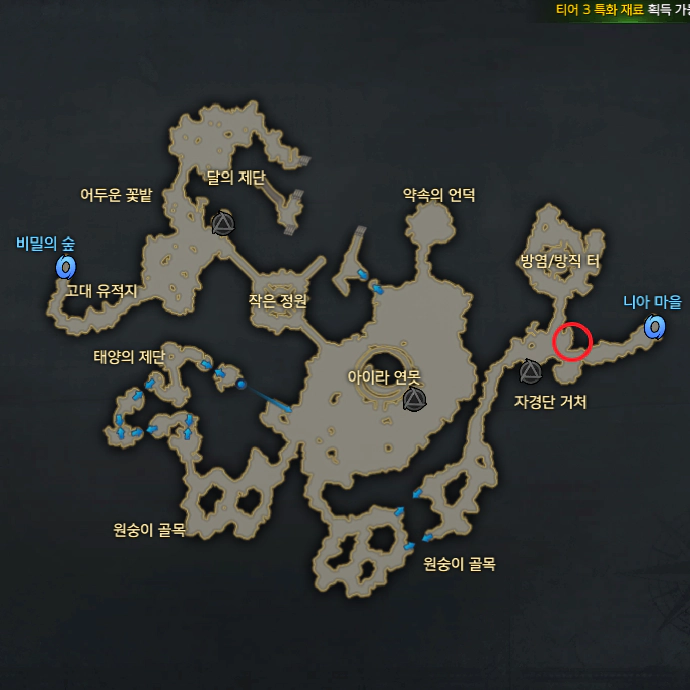 티어 3 특화 재료 획득 가능
달의 제단
어두운 꽃밭
약속의 언덕
비밀의 숲
방염/방직 터
고대 유적지
작은 정원
니아 마을
태양의 제단
아이라 연못
자경단 거처
원숭이 골목
원숭이 골목